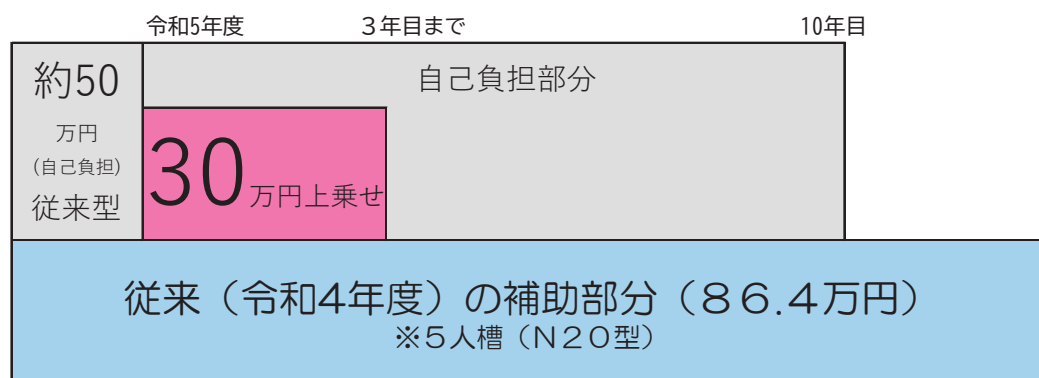 令和5年度
３年目まで
10年目
約50
万円
(自己負担)
従来型
自己負担部分
30万円上乗せ
従来（令和4年度）の補助部分（８６.４万円）
※５人槽（Ｎ２０型）